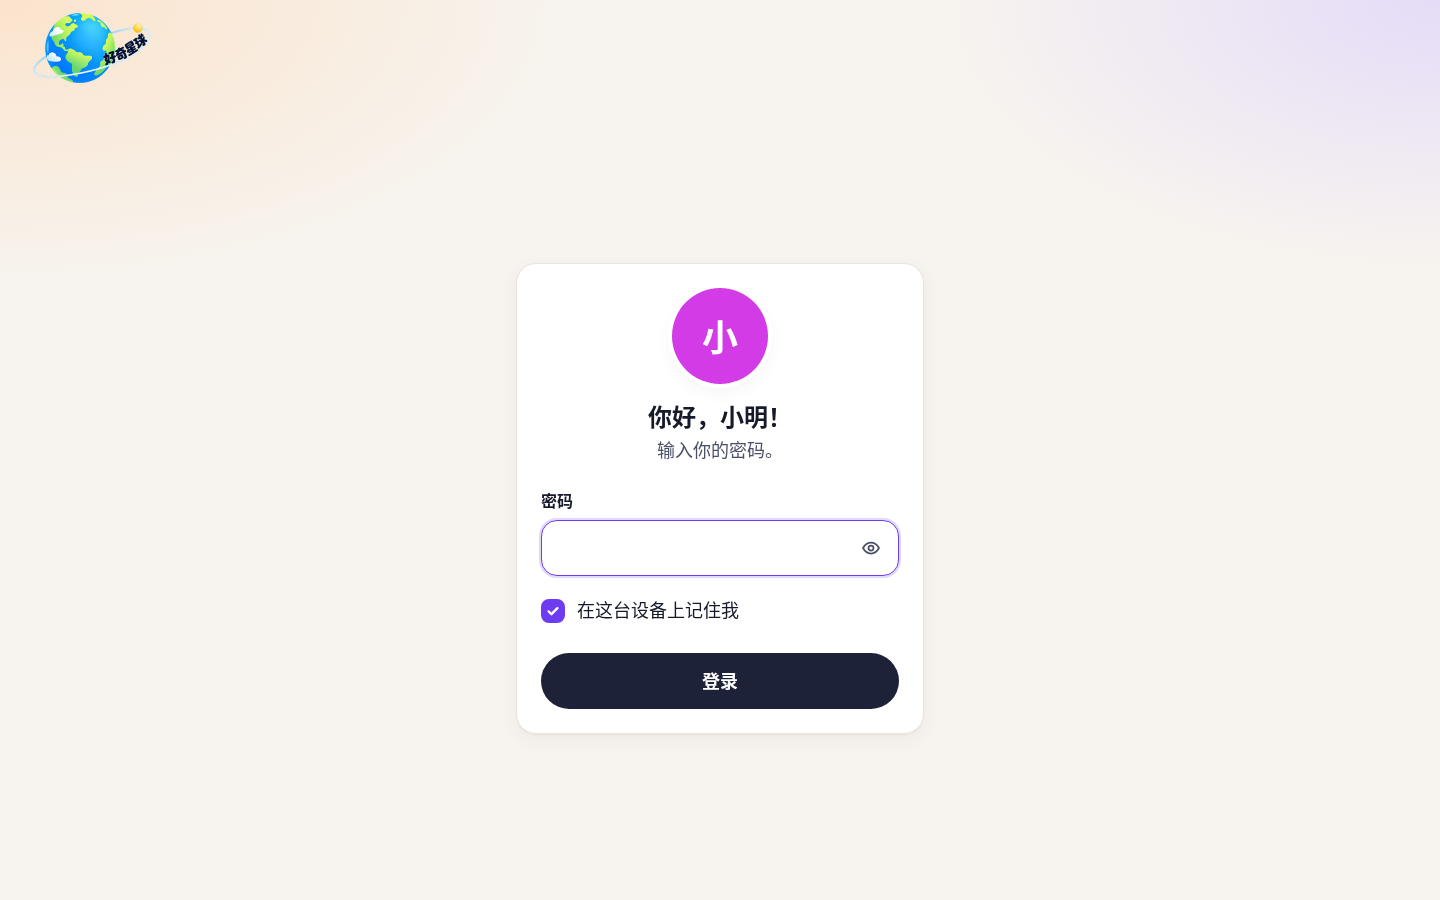 好奇星球
小
你好，小明！
输入你的密码。
密码
在这台设备上记住我
登录